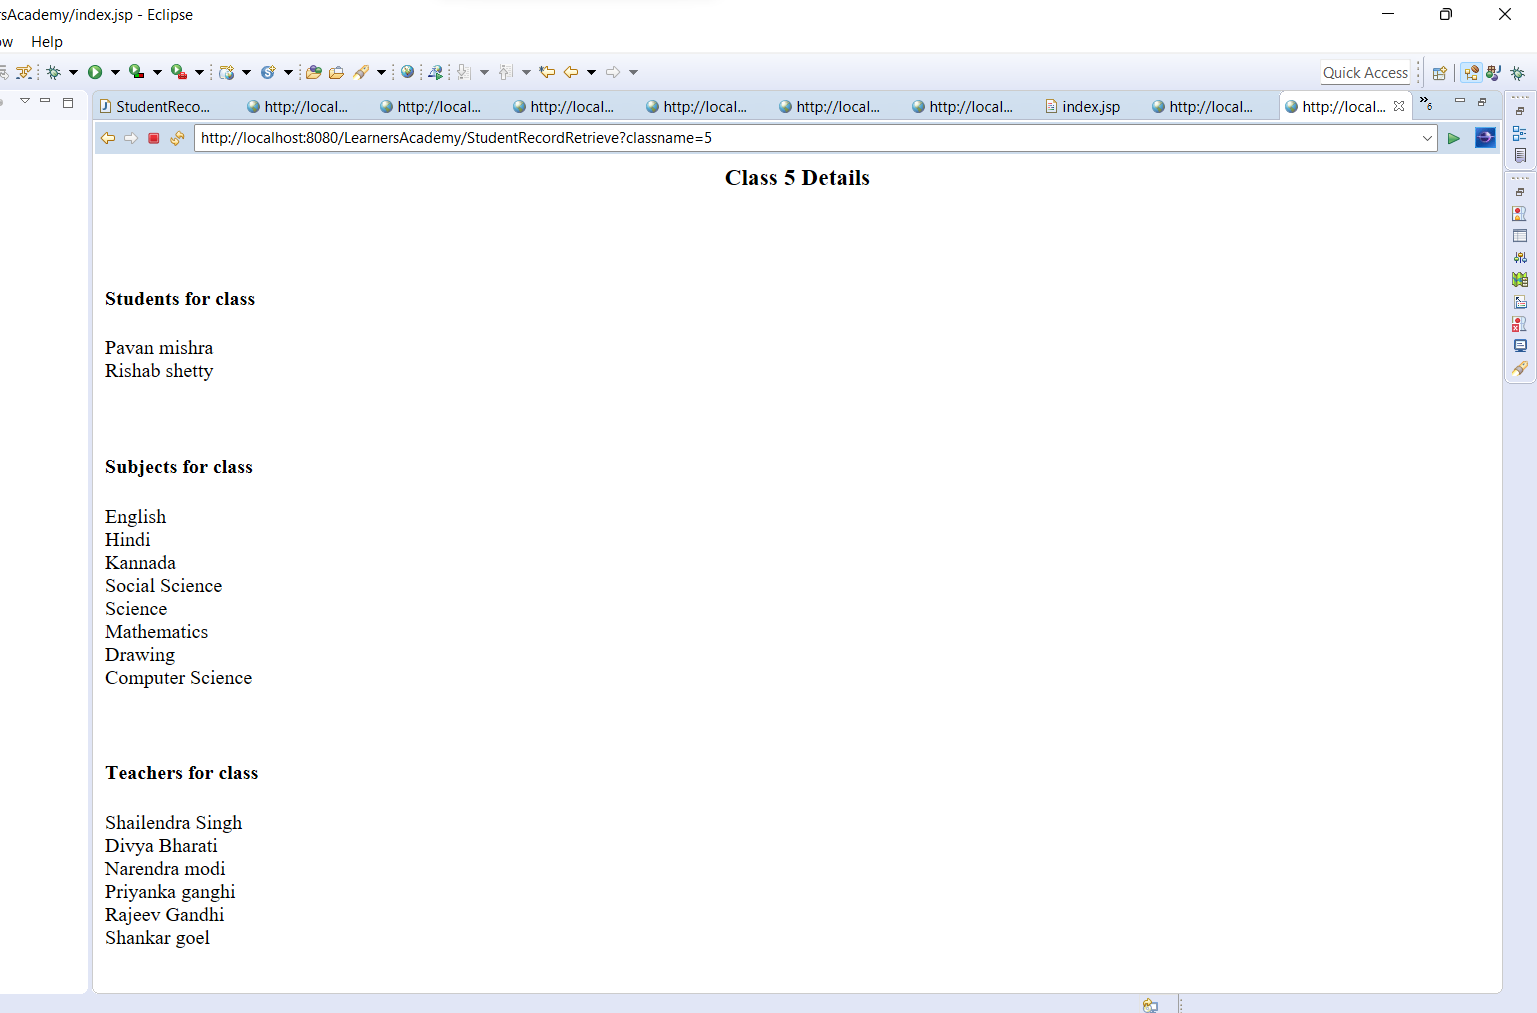 rsAcademy/index.jsp - Eclipse
ow Help
Quick Access
StudentReco... http://local... http://local... http://local... http://local... http://local... http://local... index.jsp http://local... http://local... »6
http://localhost:8080/LearnersAcademy/StudentRecordRetrieve?classname=5
Class 5 Details
Students for class
Pavan mishra
Rishab shetty
Subjects for class
English
Hindi
Kannada
Social Science
Science
Mathematics
Drawing
Computer Science
Teachers for class
Shailendra Singh
Divya Bharati
Narendra modi
Priyanka ganghi
Rajeev Gandhi
Shankar goel